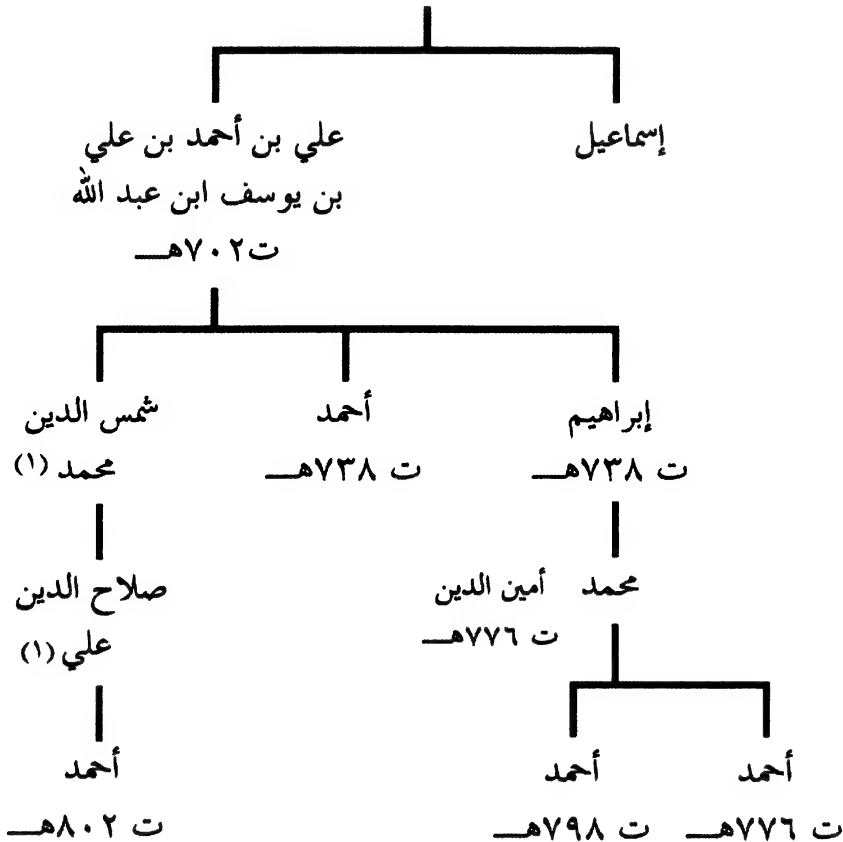 إسماعيل
علي بن أحمد بن علي
بن يوسف ابن عبد الله
ت٧٠٢هـ
إبراهيم
ت ٧٣٨هـ
أحمد
ت ٧٣٨هـ
شمس الدين
محمد (١)
محمد أمين الدين
ت ٧٧٦هـ
صلاح الدين
علي (١)
أحمد
ت ٧٧٦هـ
أحمد
ت ٧٩٨هـ
أحمد
ت ٨٠٢هـ